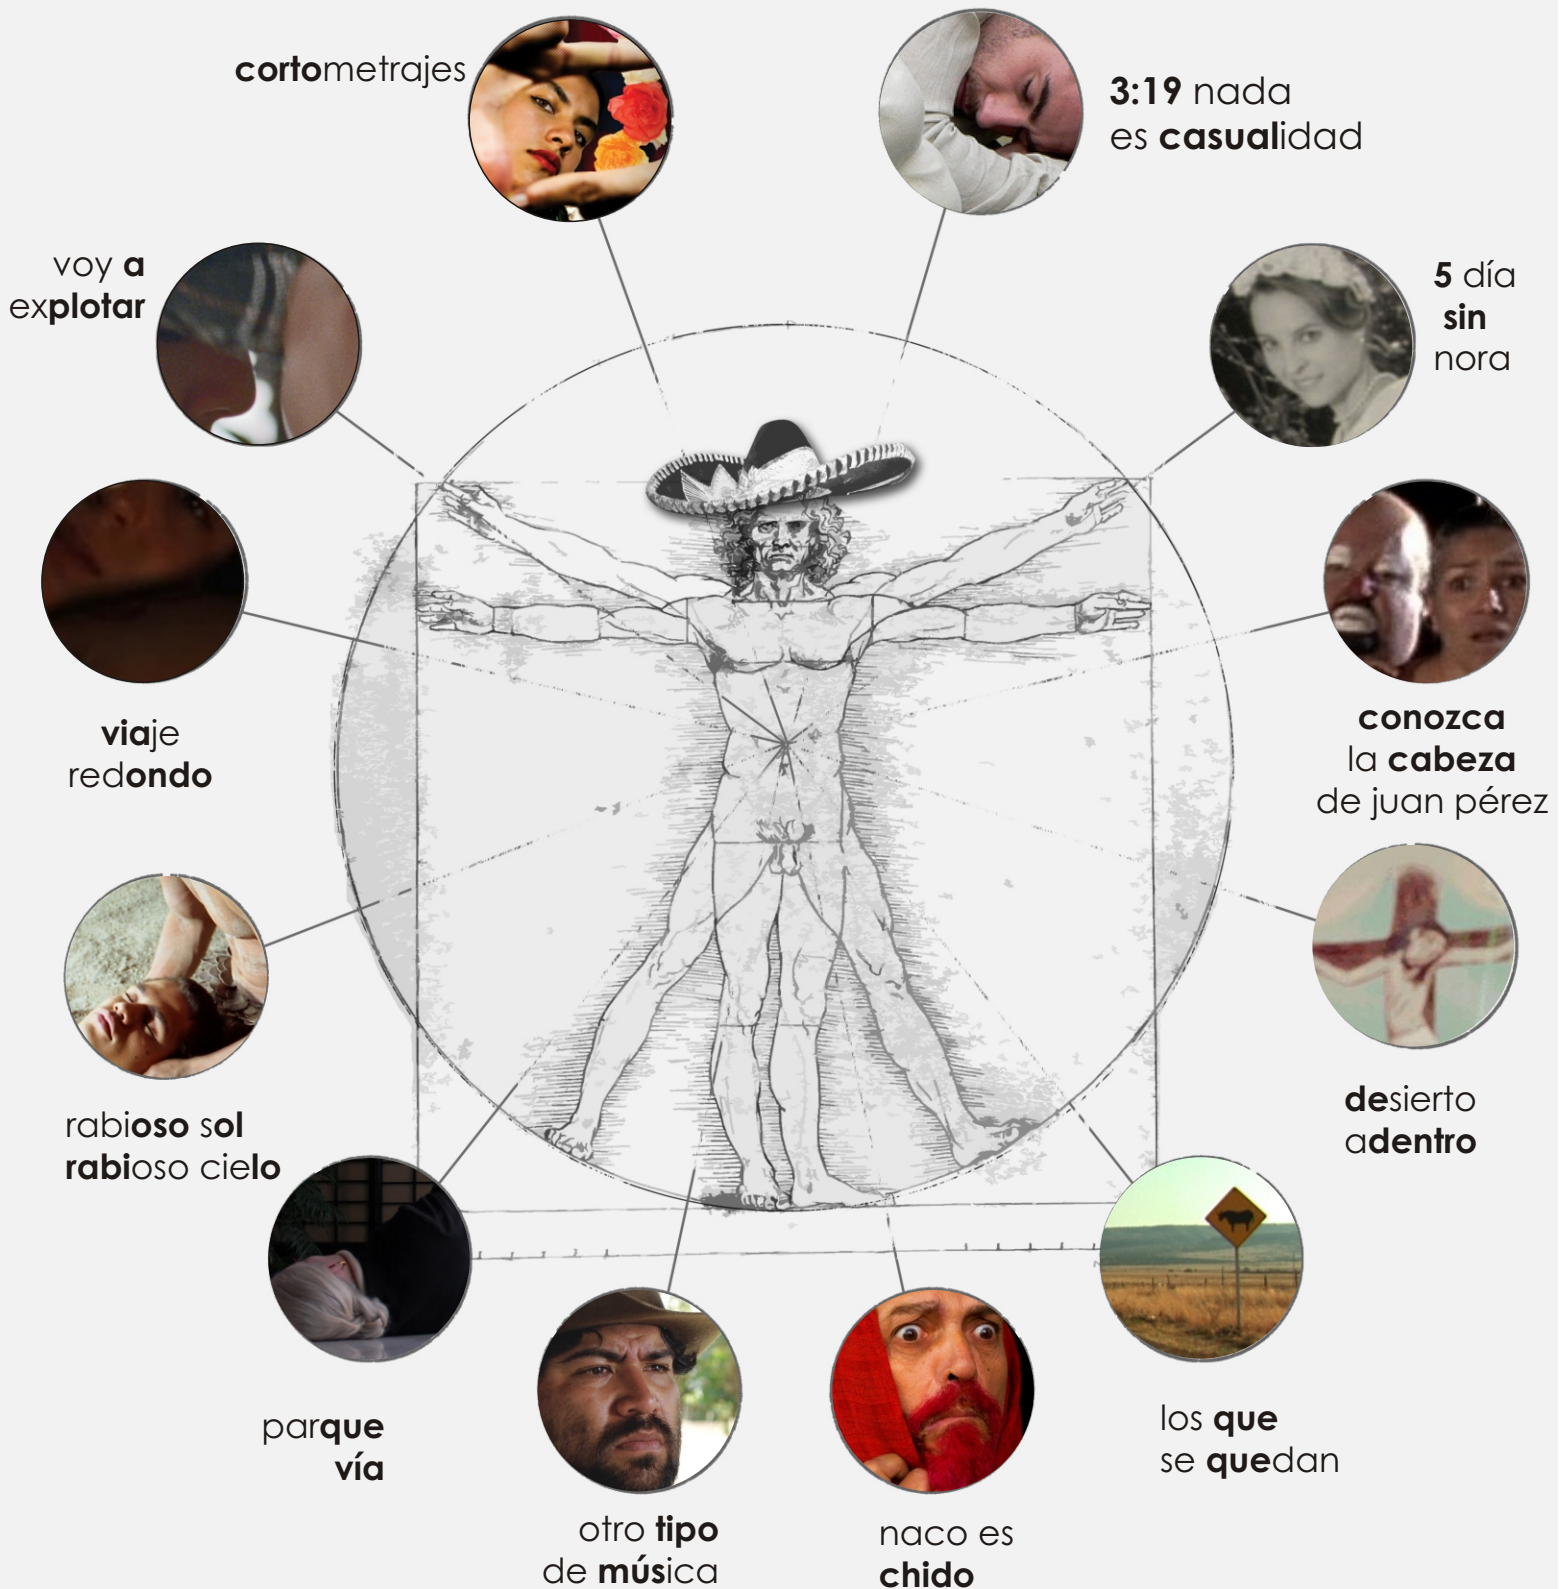 cortometrajes
3:19 nada
es casualidad
voy a
explotar
5 día
sin
nora
viaje
redondo
conozca
la cabeza
de juan pérez
rabioso sol
rabioso cielo
desierto
adentro
parque
vía
los que
se quedan
otro tipo
de música
naco es
chido